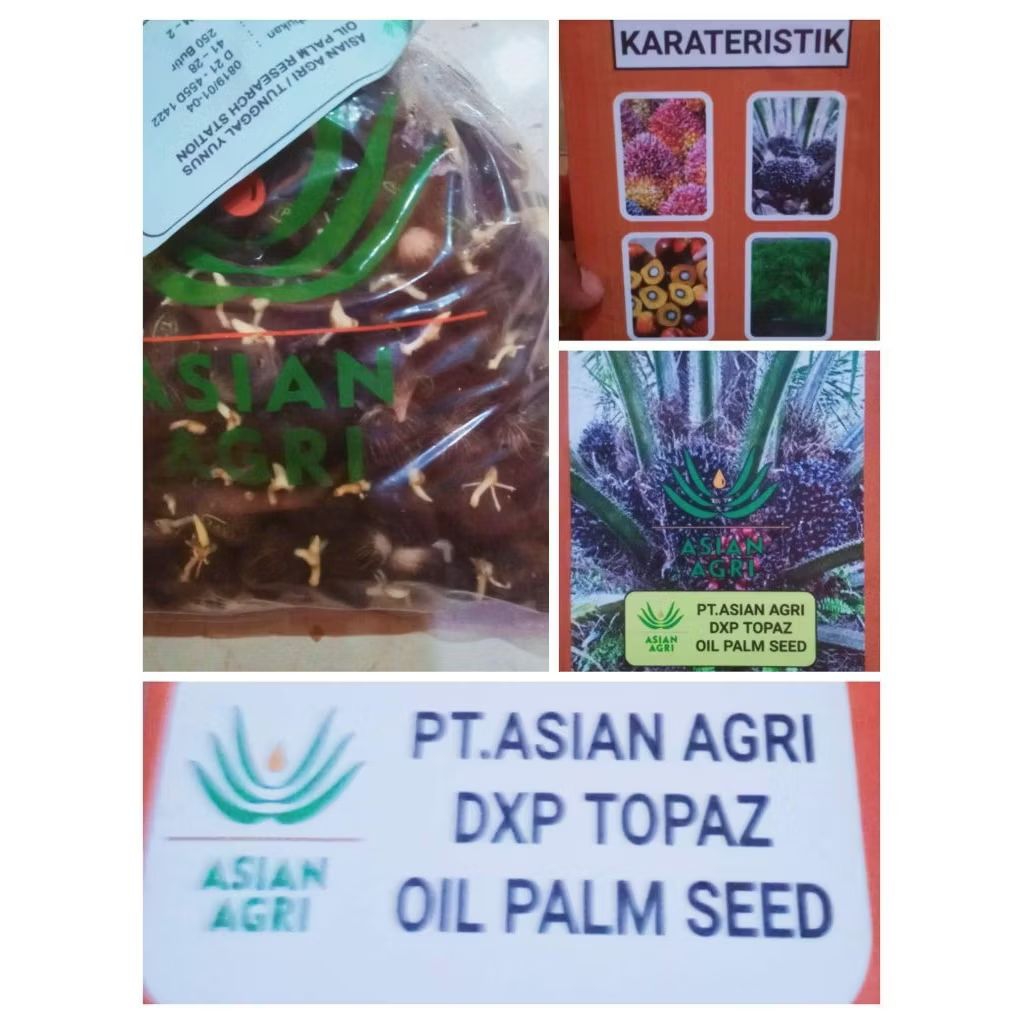 ASIAN AGRI / TUNGGAL YUNUS
OIL PALM RESEARCH STATION
0819/01-04
D 21 - 455D 1422
41 - 28
250 Butir
- 2
ASIAN
AGRI
KARATERISTIK
ASIAN
AGRI
ASIAN
AGRI
PT.ASIAN AGRI
DXP TOPAZ
OIL PALM SEED
ASIAN
AGRI
PT.ASIAN AGRI
DXP TOPAZ
OIL PALM SEED